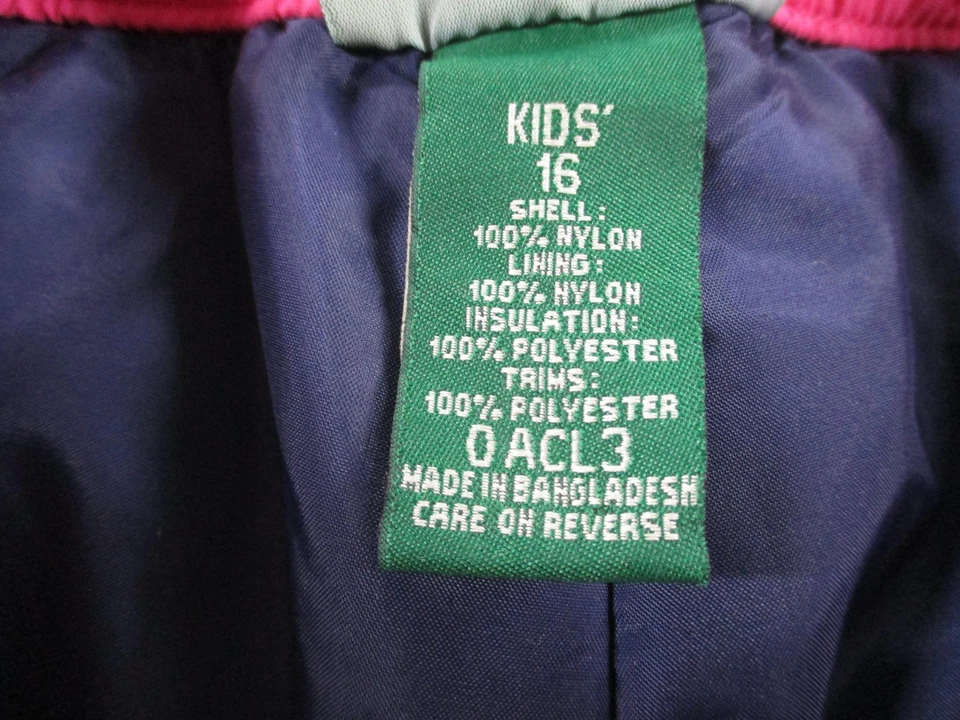 KIDS'
16
SHELL:
100% NYLON
LINING:
100% NYLON
INSULATION:
100% POLYESTER
TRIMS:
100% POLYESTER
0ACL3
MADE IN BANGLADESH
CARE ON REVERSE